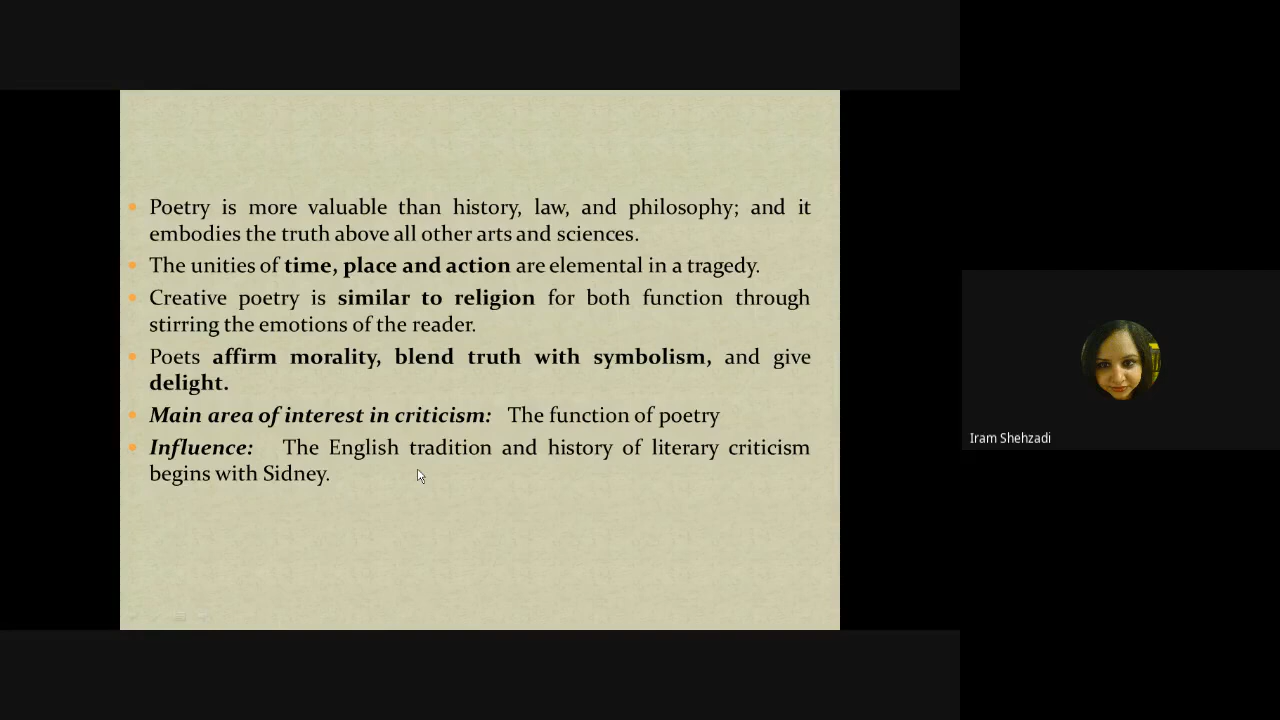 Poetry is more valuable than history, law, and philosophy; and it
embodies the truth above all other arts and sciences.
The unities of time, place and action are elemental in a tragedy.
Creative poetry is similar to religion for both function through
stirring the emotions of the reader.
Poets affirm morality, blend truth with symbolism, and give
delight.
Main area of interest in criticism: The function of poetry
Influence: The English tradition and history of literary criticism
begins with Sidney.
Iram Shehzadi